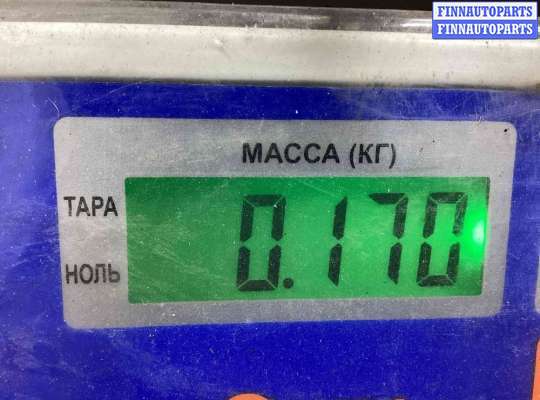 FINNAUTOPARTS
FINNAUTOPARTS
МАССА (КГ)
ТАРА
0.170
НОЛЬ